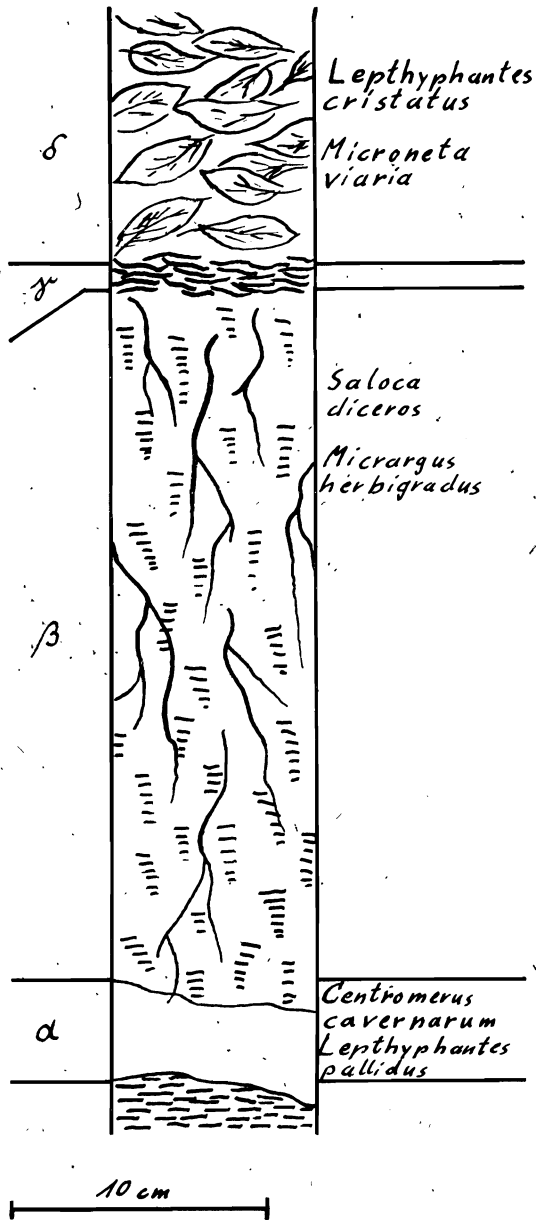 δ
Lepthyphantes
cristatus
Microneta
viaria
γ
Saloca
diceros
Micrargus
herbigradus
β
α
Centromerus
cavernarum
Lepthyphantes
pallidus
10 cm